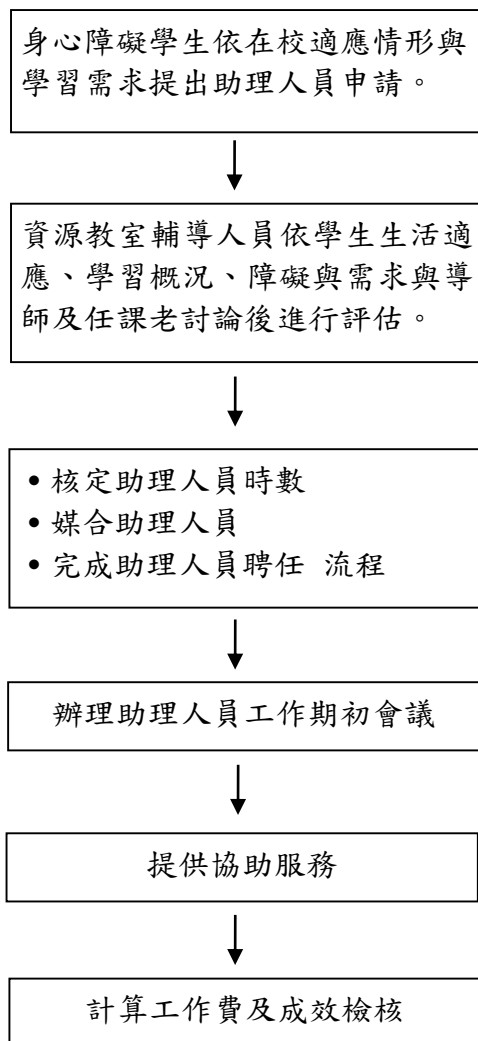 身心障礙學生依在校適應情形與
學習需求提出助理人員申請。
資源教室輔導人員依學生生活適
應、學習概況、障礙與需求與導
師及任課老討論後進行評估。
•核定助理人員時數
•媒合助理人員
•完成助理人員聘任 流程
辦理助理人員工作期初會議
提供協助服務
計算工作費及成效檢核